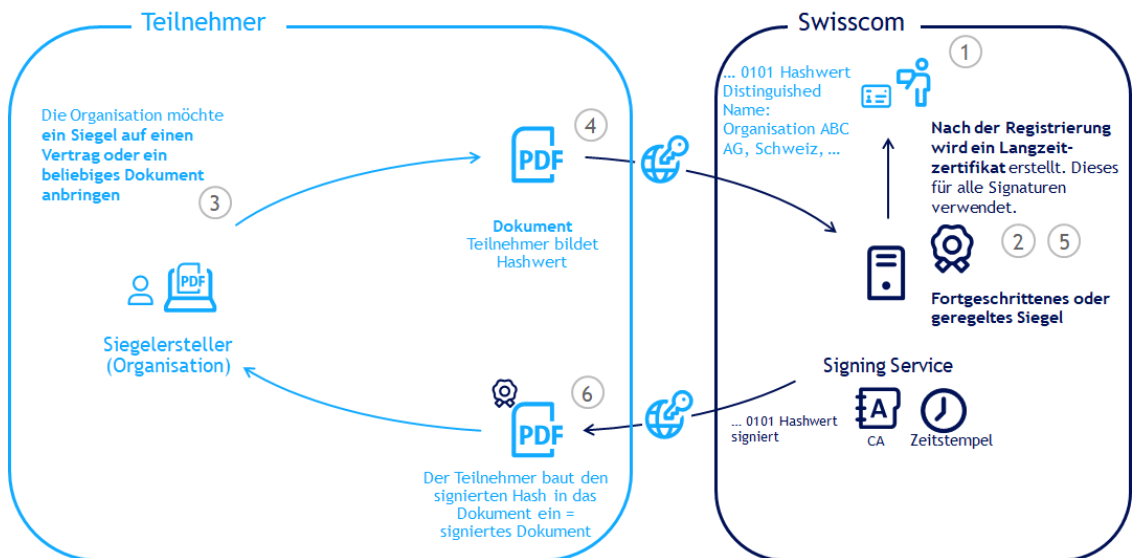 Teilnehmer
Die Organisation möchte
ein Siegel auf einen
Vertrag oder ein
beliebiges Dokument
anbringen
3
PDF
Siegelersteller
(Organisation)
PDF
4
Dokument
Teilnehmer bildet
Hashwert
PDF
6
Der Teilnehmer baut den
signierten Hash in das
Dokument ein =
signiertes Dokument
Swisscom
1
... 0101 Hashwert
Distinguished
Name:
Organisation ABC
AG, Schweiz, ...
Nach der Registrierung
wird ein Langzeit-
zertifikat erstellt. Dieses
für alle Signaturen
verwendet.
2
5
Fortgeschrittenes oder
geregeltes Siegel
Signing Service
... 0101 Hashwert
signiert
A
CA
Zeitstempel